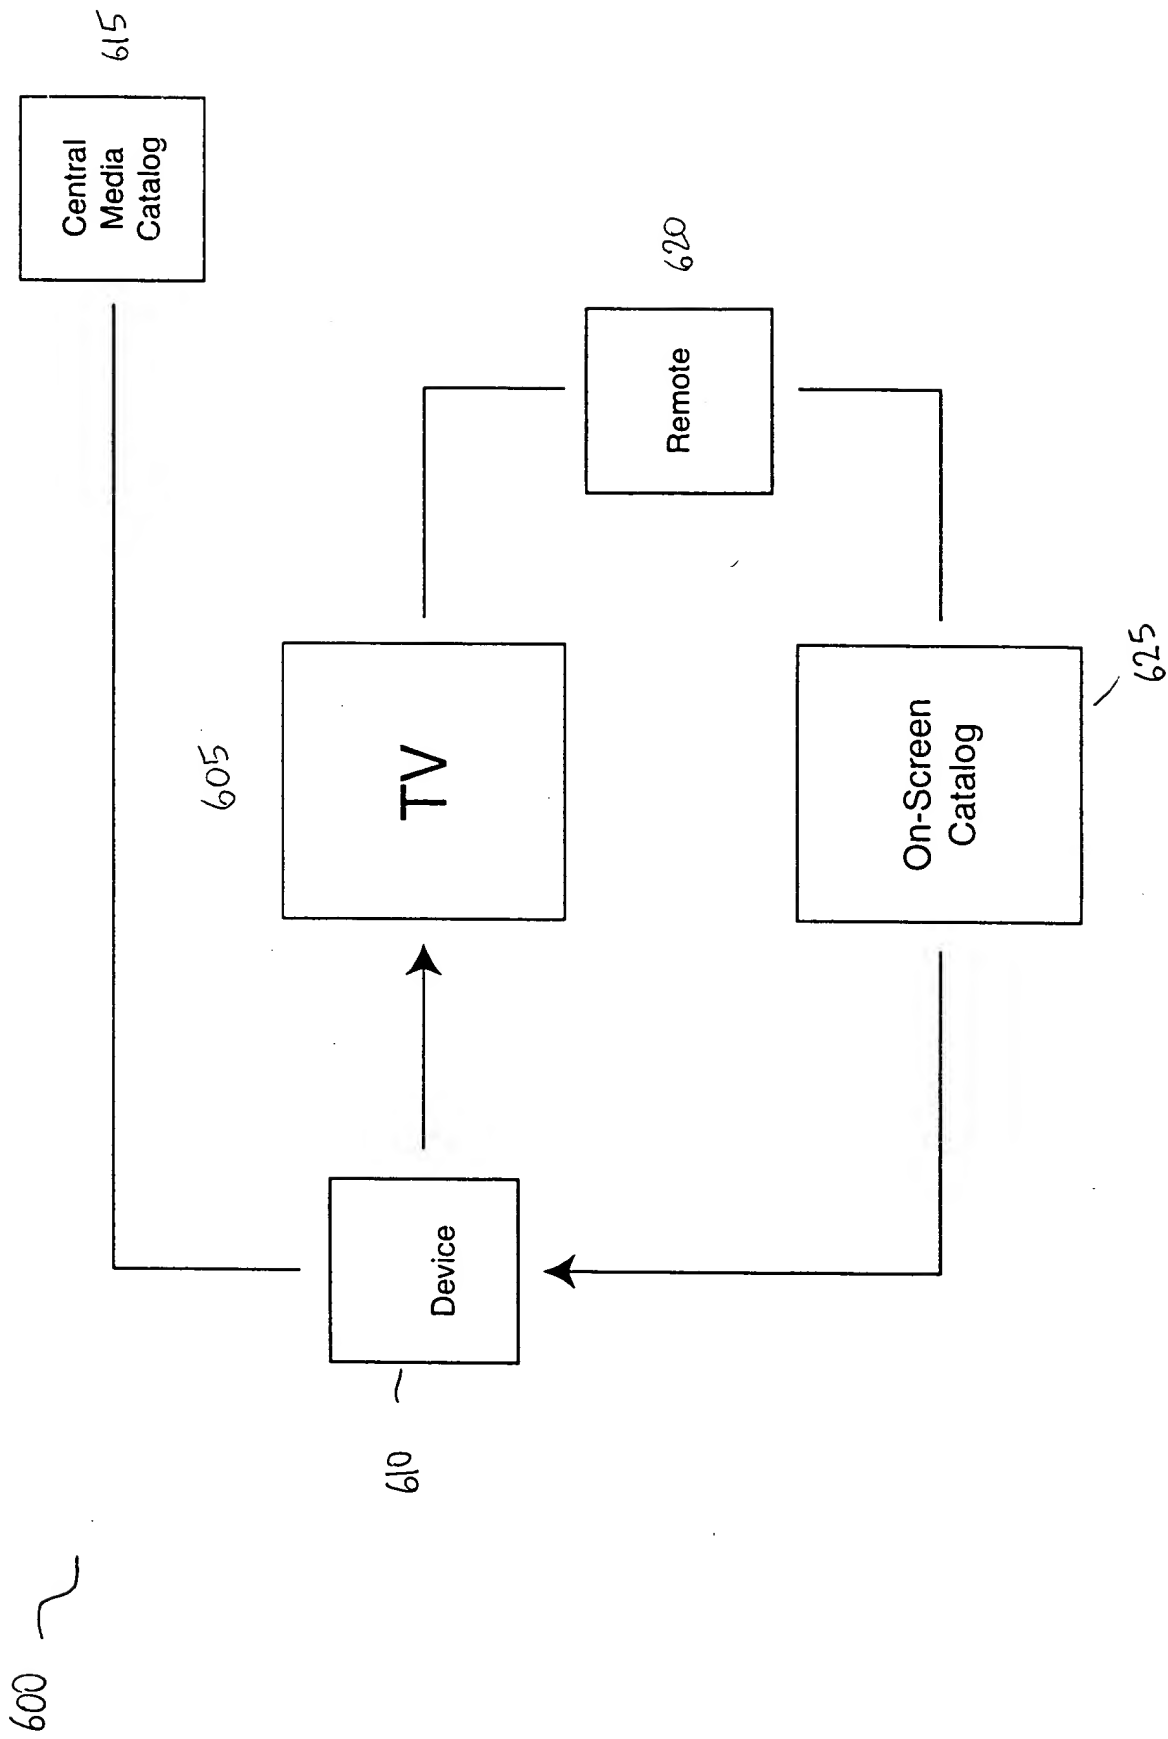 600
610
Device
605
TV
Central
Media
Catalog
615
Remote
620
On-Screen
Catalog
625